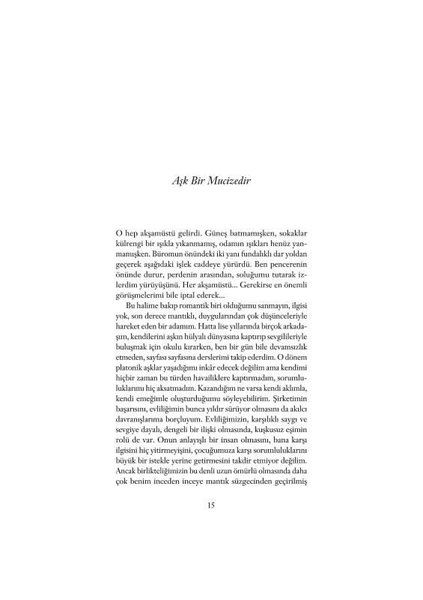 Aşk Bir Mucizedir
O hep akşamüstü gelirdi. Güneş batmamışken, sokaklar
külrengi bir ışıkla yıkanmamış, odamın ışıkları henüz yan-
mamışken. Büromun önündeki iki yanı fundalıklı dar yoldan
geçerek aşağıdaki işlek caddeye yürürdü. Ben pencerenin
önünde durur, perdenin arasından, soluğumu tutarak iz-
lerdim yürüyüşünü. Her akşamüstü... Gerekirse en önemli
görüşmelerimi bile iptal ederek...
Bu halime bakıp romantik biri olduğumu sanmayın, ilgisi
yok, son derece mantıklı, duygularından çok düşünceleriyle
hareket eden bir adamım. Hatta lise yıllarında birçok arkada-
şım, kendilerini aşkın hülyalı dünyasına kaptırıp sevgilileriyle
buluşmak için okulu kırarken, ben bir gün bile devamsızlık
etmeden, sayfası sayfasına derslerimi takip ederdim. O dönem
platonik aşklar yaşadığımı inkâr edecek değilim ama kendimi
hiçbir zaman bu türden havailiklere kaptırmadım, sorumlu-
luklarımı hiç aksatmadım. Kazandığım ne varsa kendi aklımla,
kendi emeğimle oluşturduğumu söyleyebilirim. Şirketimin
başarısını, evliliğimin bunca yıldır sürüyor olmasını da akılcı
davranışlarıma borçluyum. Evliliğimizin, karşılıklı saygı ve
sevgiye dayalı, dengeli bir ilişki olmasında, kuşkusuz eşimin
rolü de var. Onun anlayışlı bir insan olmasını, bana karşı
ilgisini hiç yitirmeyişini, çocuğumuza karşı sorumluluklarını
büyük bir istekle yerine getirmesini takdir etmiyor değilim.
Ancak birlikteliğimizin bu denli uzun ömürlü olmasında daha
çok benim inceden inceye mantık süzgecinden geçirilmiş
15